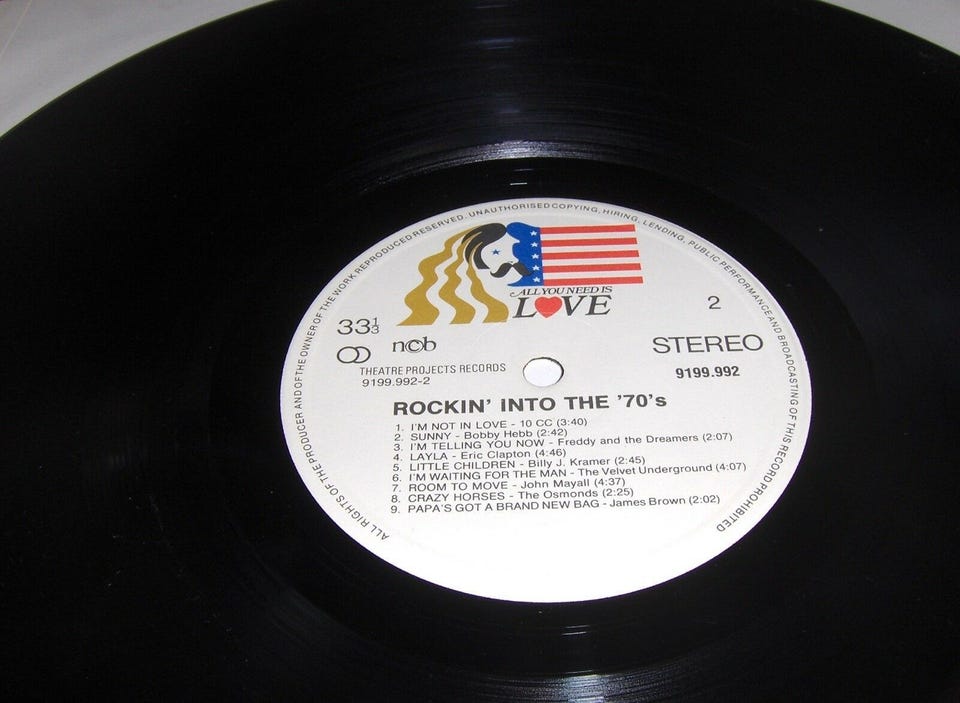 ALL RIGHTS OF THE PRODUCER AND OF THE OWNER OF THE WORK REPRODUCED RESERVED. UNAUTHORISED COPYING, HIRING, LENDING, PUBLIC PERFORMANCE AND BROADCASTING OF THIS RECORD PROHIBITED
ALL YOU NEED IS
LOVE
2
33 1/3
ncb
STEREO
THEATRE PROJECTS RECORDS
9199.992-2
9199.992
ROCKIN' INTO THE '70's
1. I'M NOT IN LOVE - 10 CC (3:40)
2. SUNNY - Bobby Hebb (2:42)
3. I'M TELLING YOU NOW - Freddy and the Dreamers (2:07)
4. LAYLA - Eric Clapton (4:46)
5. LITTLE CHILDREN - Billy J. Kramer (2:45)
6. I'M WAITING FOR THE MAN - The Velvet Underground (4:07)
7. ROOM TO MOVE - John Mayall (4:37)
8. CRAZY HORSES - The Osmonds (2:25)
9. PAPA'S GOT A BRAND NEW BAG - James Brown (2:02)